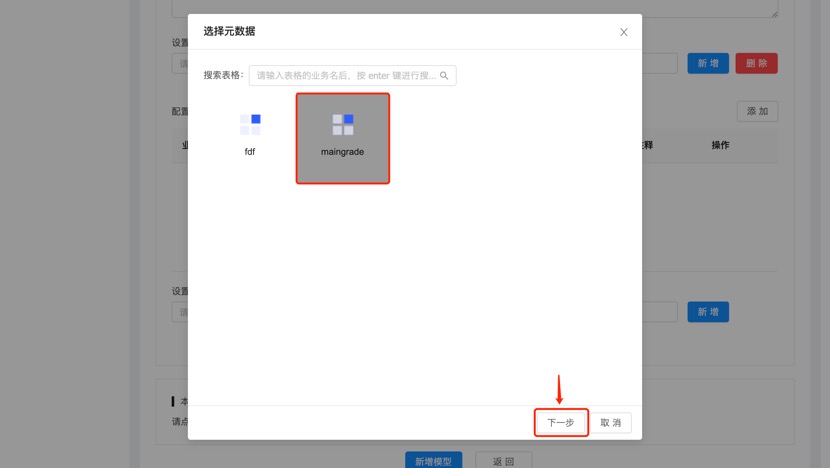 选择元数据
设置
新 增
删 除
搜索表格:
请输入表格的业务名后, 按 enter 键进行搜...
配置
添 加
fdf
maingrade
业
注释
操作
设置
请
新 增
本
请点
下一步
取 消
新增模型
返 回